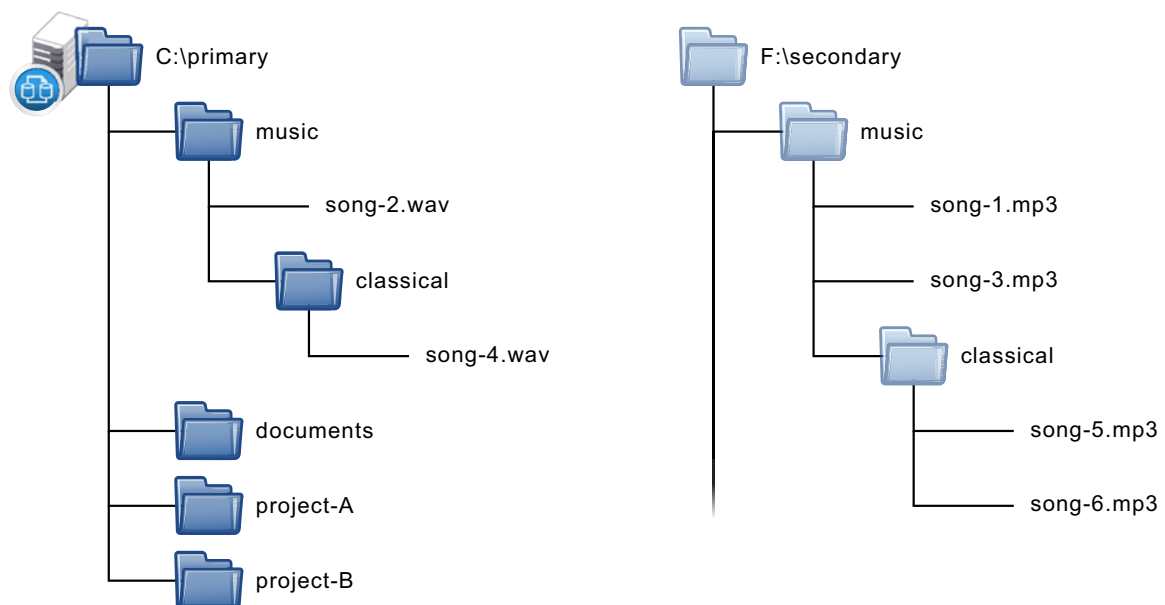 C:\primary
music
song-2.wav
classical
song-4.wav
documents
project-A
project-B
F:\secondary
music
song-1.mp3
song-3.mp3
classical
song-5.mp3
song-6.mp3